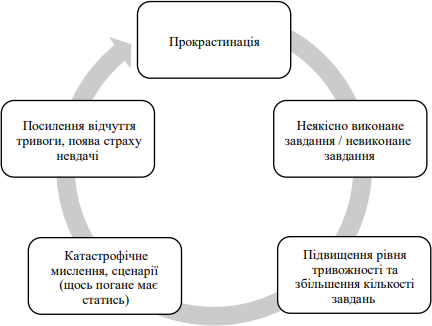 Прокрастинація
Неякісно виконане
завдання / невиконане
завдання
Підвищення рівня
тривожності та
збільшення кількості
завдань
Катастрофічне
мислення, сценарії
(щось погане має
статись)
Посилення відчуття
тривоги, поява страху
невдачі